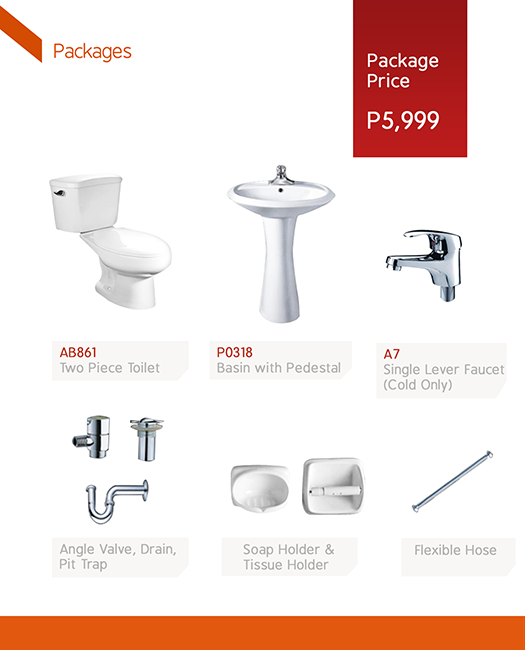 Packages
Package
Price
P5,999
AB861
Two Piece Toilet
P0318
Basin with Pedestal
A7
Single Lever Faucet
(Cold Only)
Angle Valve, Drain,
Pit Trap
Soap Holder &
Tissue Holder
Flexible Hose